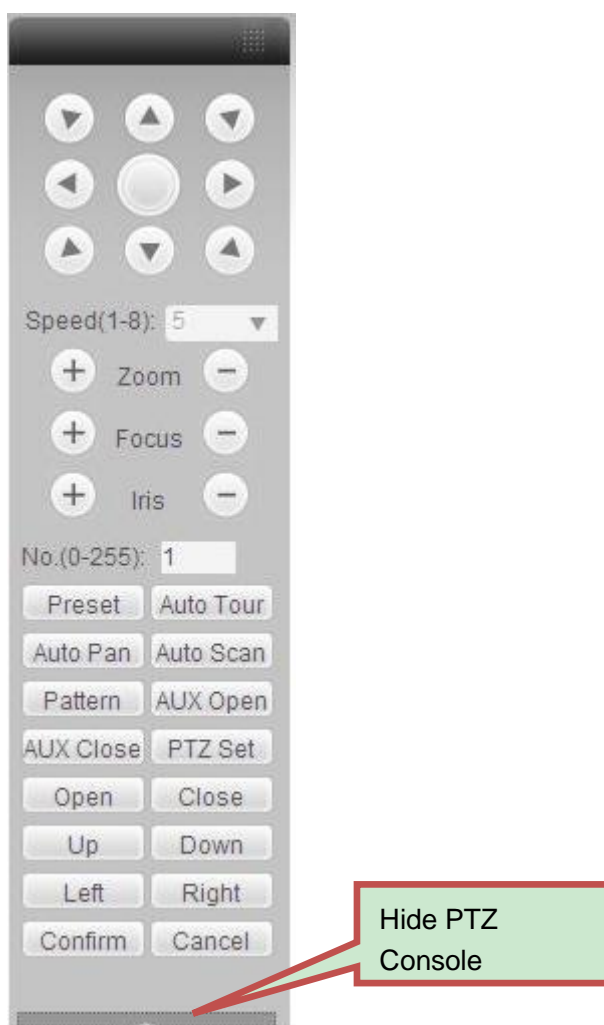 Speed(1-8): 5
+ Zoom −
+ Focus −
+ Iris −
No.(0-255): 1
Preset Auto Tour
Auto Pan Auto Scan
Pattern AUX Open
AUX Close PTZ Set
Open Close
Up Down
Left Right
Confirm Cancel
Hide PTZ
Console